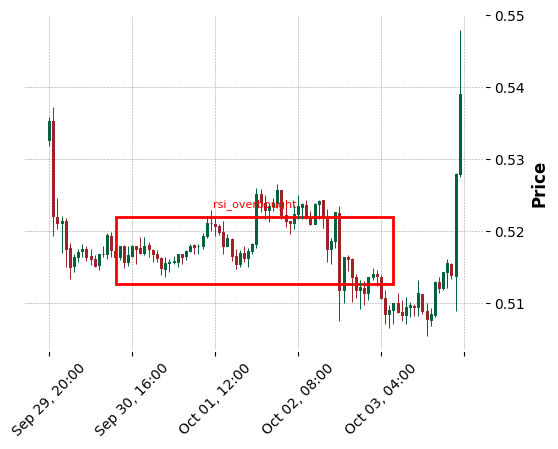 0.55
0.54
0.53
0.52
0.51
Price
rsi_overbought
Sep 29, 20:00
Sep 30, 16:00
Oct 01, 12:00
Oct 02, 08:00
Oct 03, 04:00